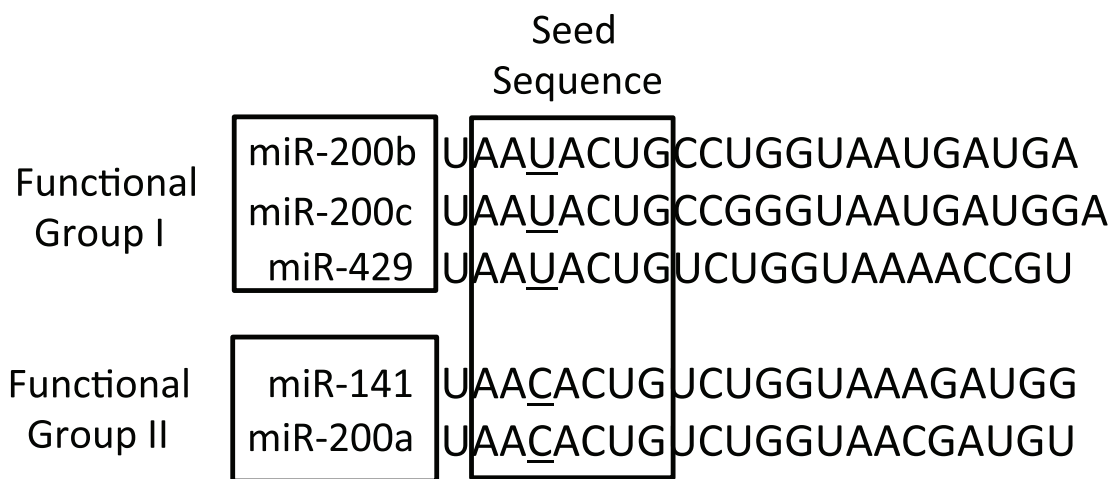 Seed
Sequence
Functional
Group I
miR-200b UAAUACUGCCUGGUAAUGAUGA
miR-200c UAAUACUGCCGGGUAAUGAUGGA
miR-429 UAAUACUGUCUGGUAAAACCGU
Functional
Group II
miR-141 UAACACUGUCUGGUAAAGAUGG
miR-200a UAACACUGUCUGGUAACGAUGU